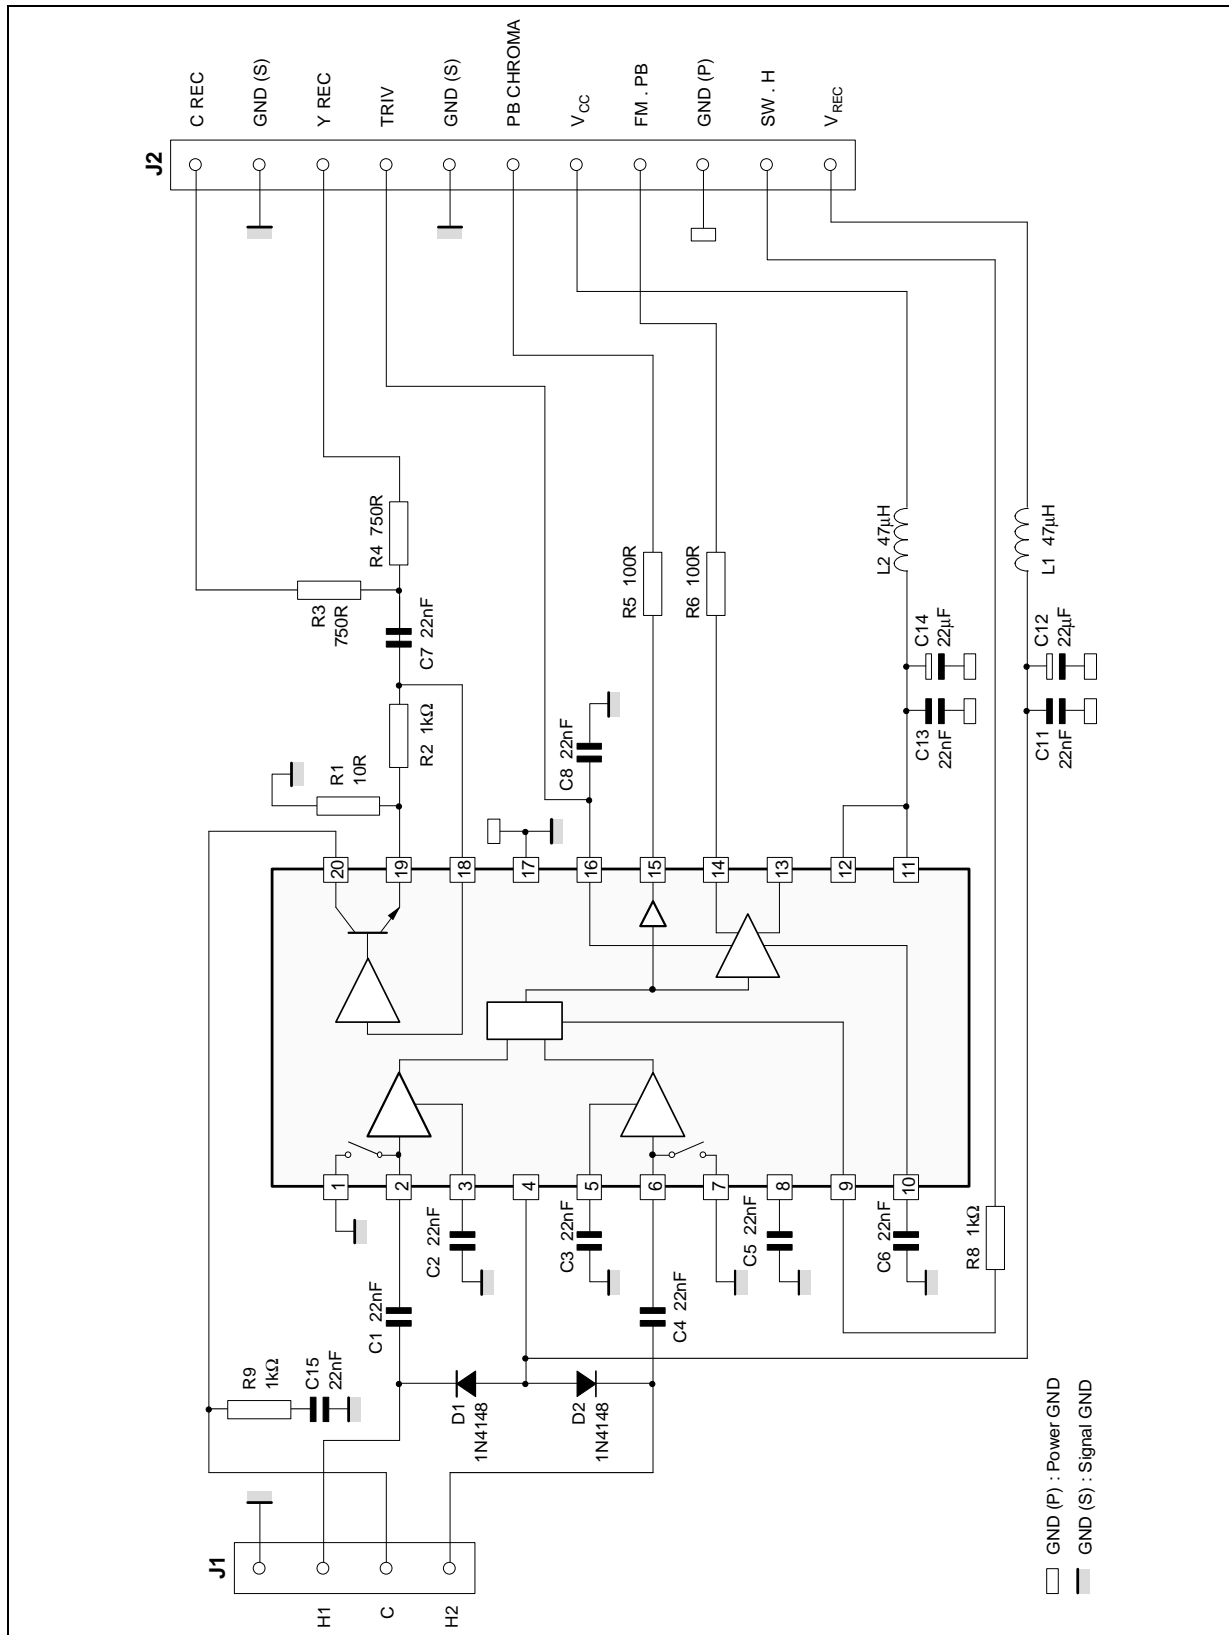 J2
C REC
GND (S)
Y REC
TRIV
GND (S)
PB CHROMA
VCC
FM . PB
GND (P)
SW . H
VREC
R4 750R
R3
750R
C7 22nF
R2 1kΩ
R1
10R
C8 22nF
R5 100R
R6 100R
L2 47μH
L1 47μH
C14
22μF
C13
22nF
C12
22μF
C11
22nF
20
19
18
17
16
15
14
13
12
11
1
2
3
4
5
6
7
8
9
10
C1 22nF
C2 22nF
C3 22nF
C4 22nF
C5 22nF
C6 22nF
R8 1kΩ
R9
1kΩ
C15
22nF
D1
1N4148
D2
1N4148
J1
H1
C
H2
GND (P) : Power GND
GND (S) : Signal GND